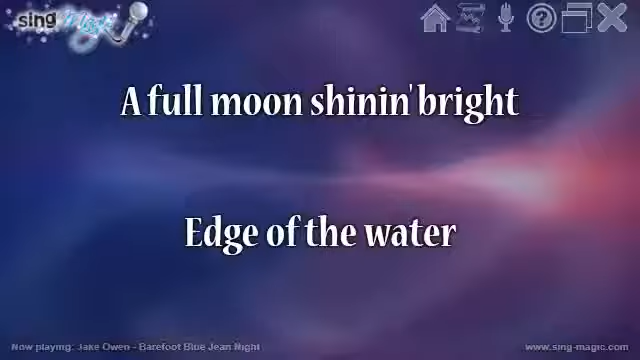 sing Magic
A full moon shinin' bright
Edge of the water
Now playing: Jake Owen - Barefoot Blue Jean Night
www.sing-magic.com